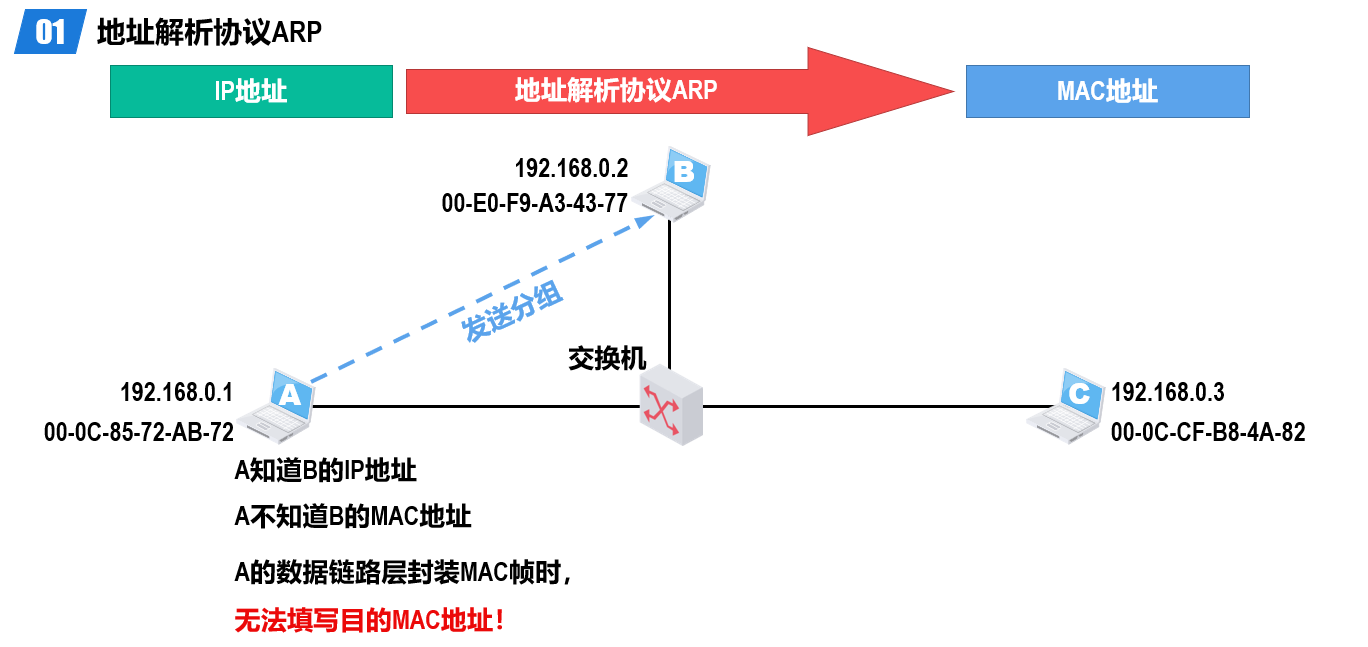 01 地址解析协议ARP
IP地址
地址解析协议ARP
MAC地址
192.168.0.2
00-E0-F9-A3-43-77
B
发送分组
交换机
192.168.0.1
00-0C-85-72-AB-72
A
C
192.168.0.3
00-0C-CF-B8-4A-82
A知道B的IP地址
A不知道B的MAC地址
A的数据链路层封装MAC帧时，
无法填写目的MAC地址！